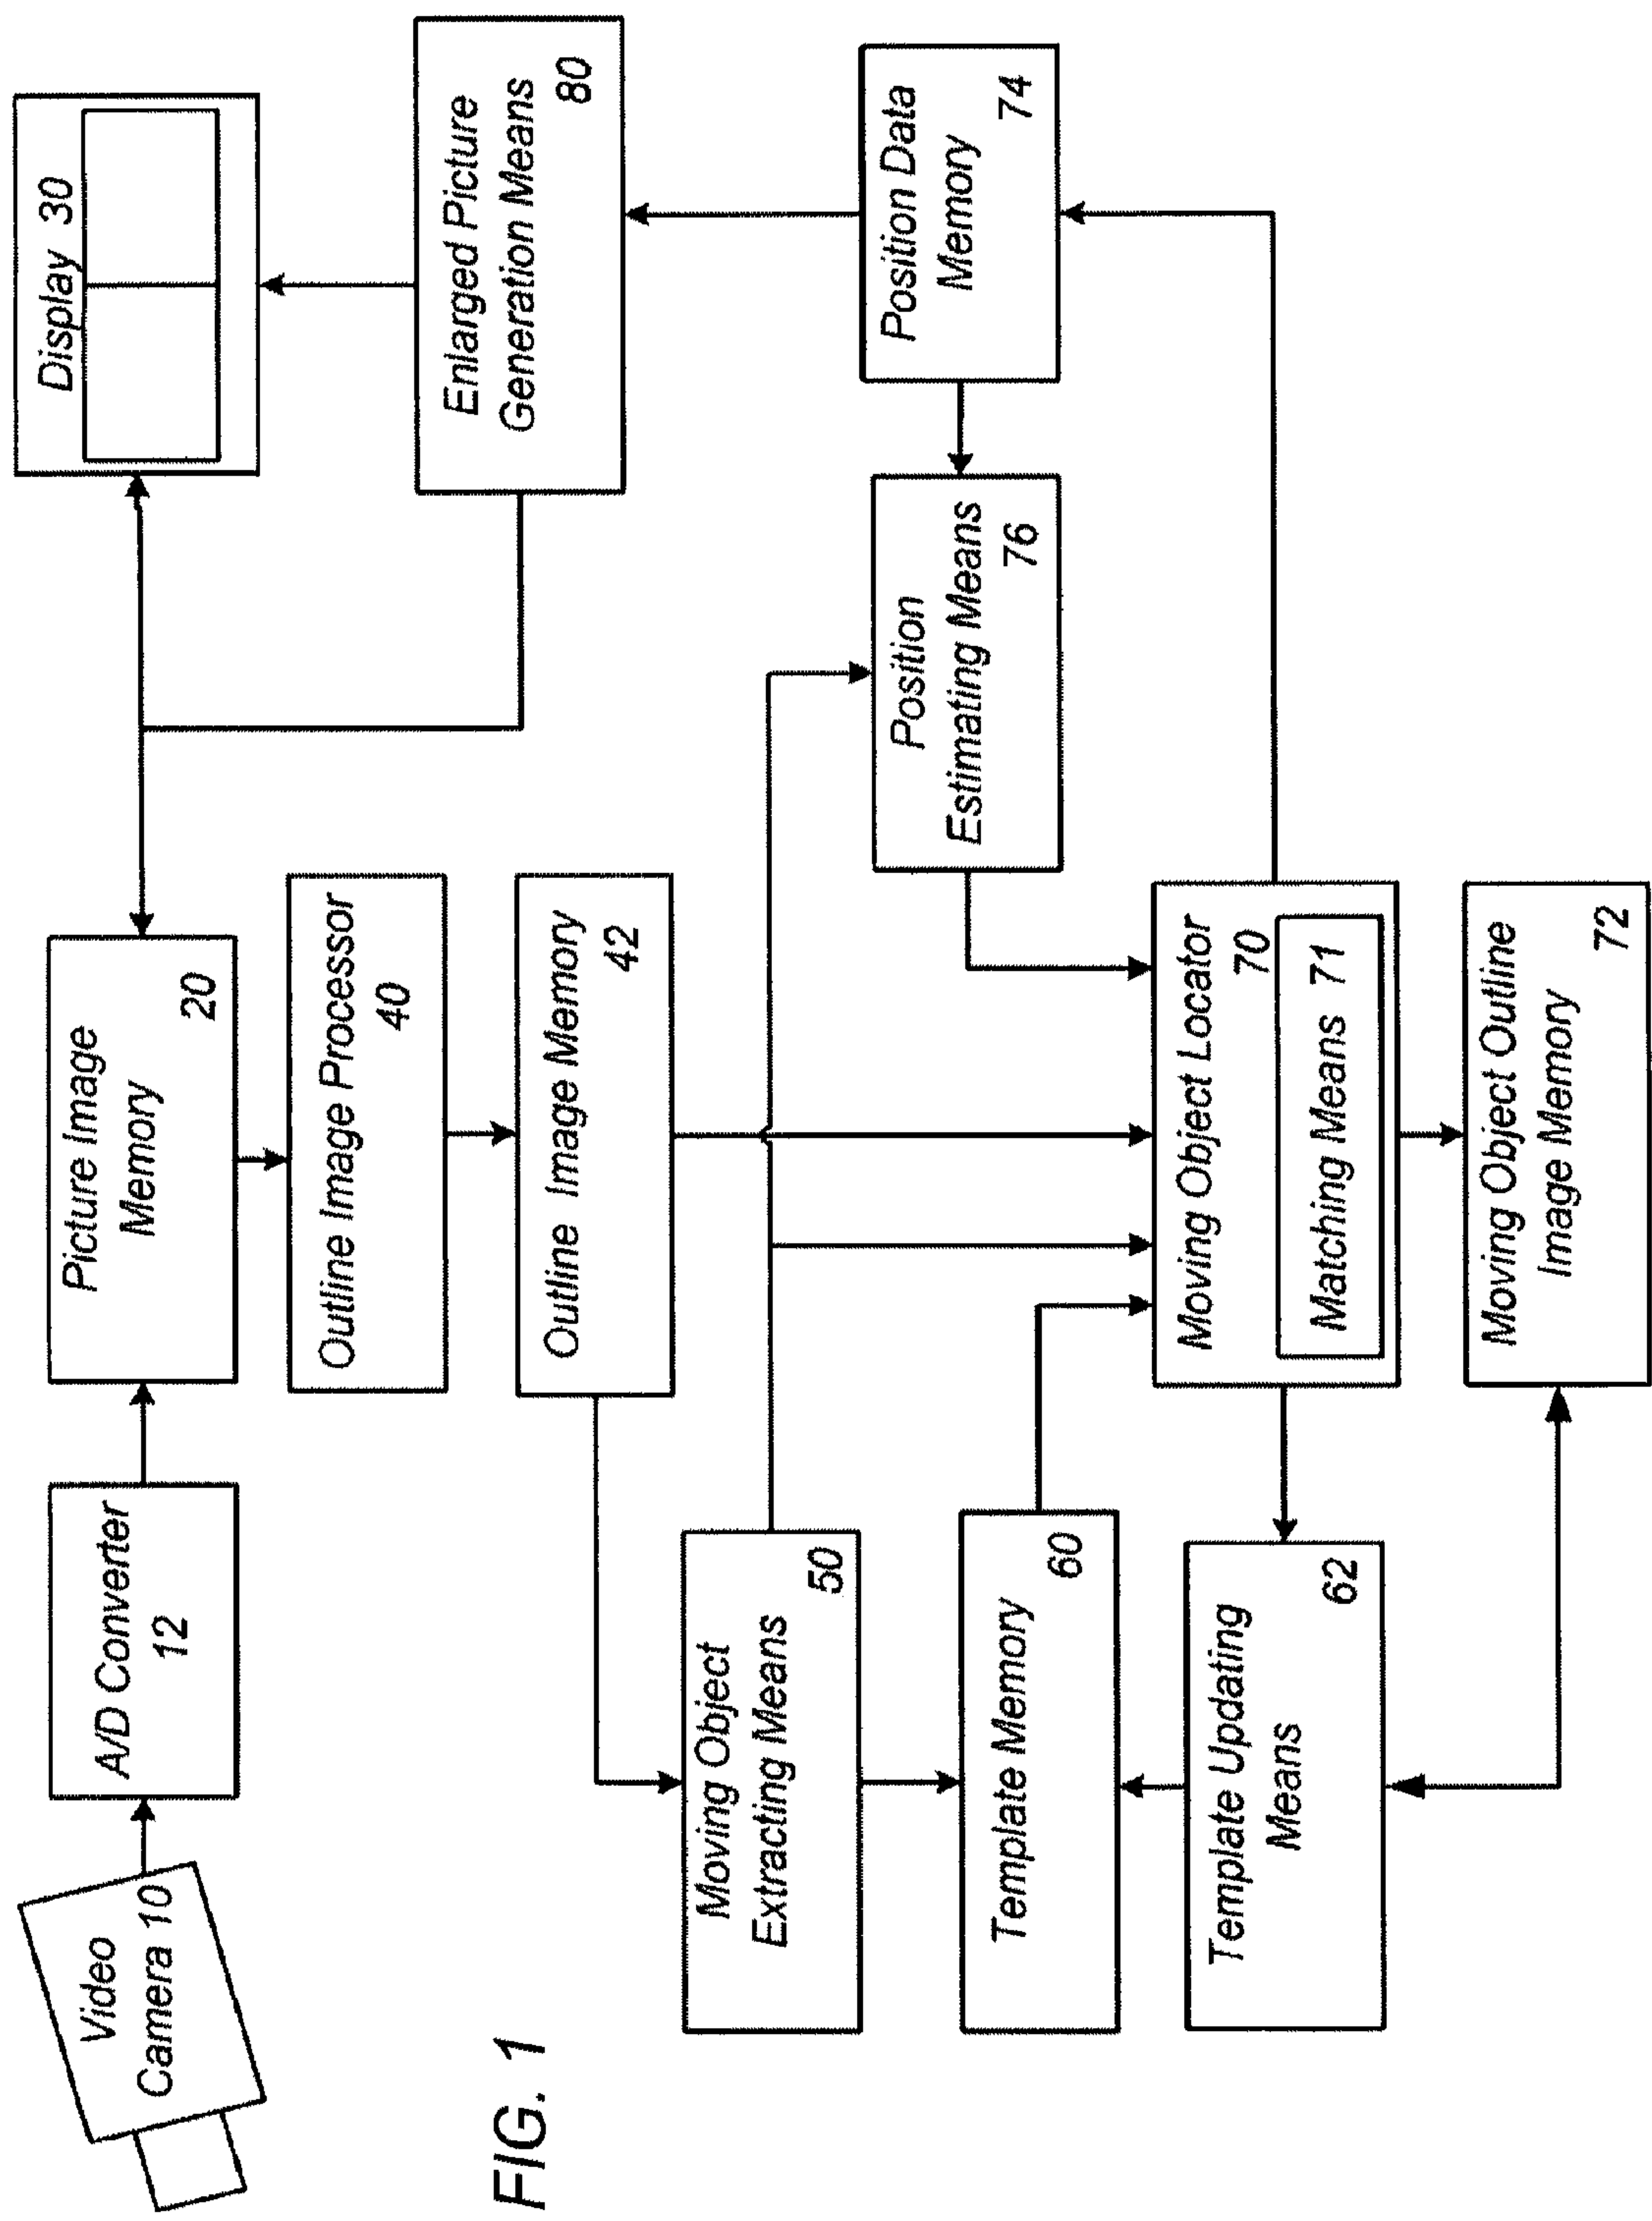 Video
Camera 10
A/D Converter
12
Picture Image
Memory
20
Display 30
Outline Image Processor
40
Enlarged Picture
Generation Means
80
Outline Image Memory
42
Moving Object
Extracting Means
50
Position
Estimating Means
76
Position Data
Memory
74
Template Memory
60
Moving Object Locator
70
Matching Means 71
Template Updating
Means
62
Moving Object Outline
Image Memory
72
FIG. 1